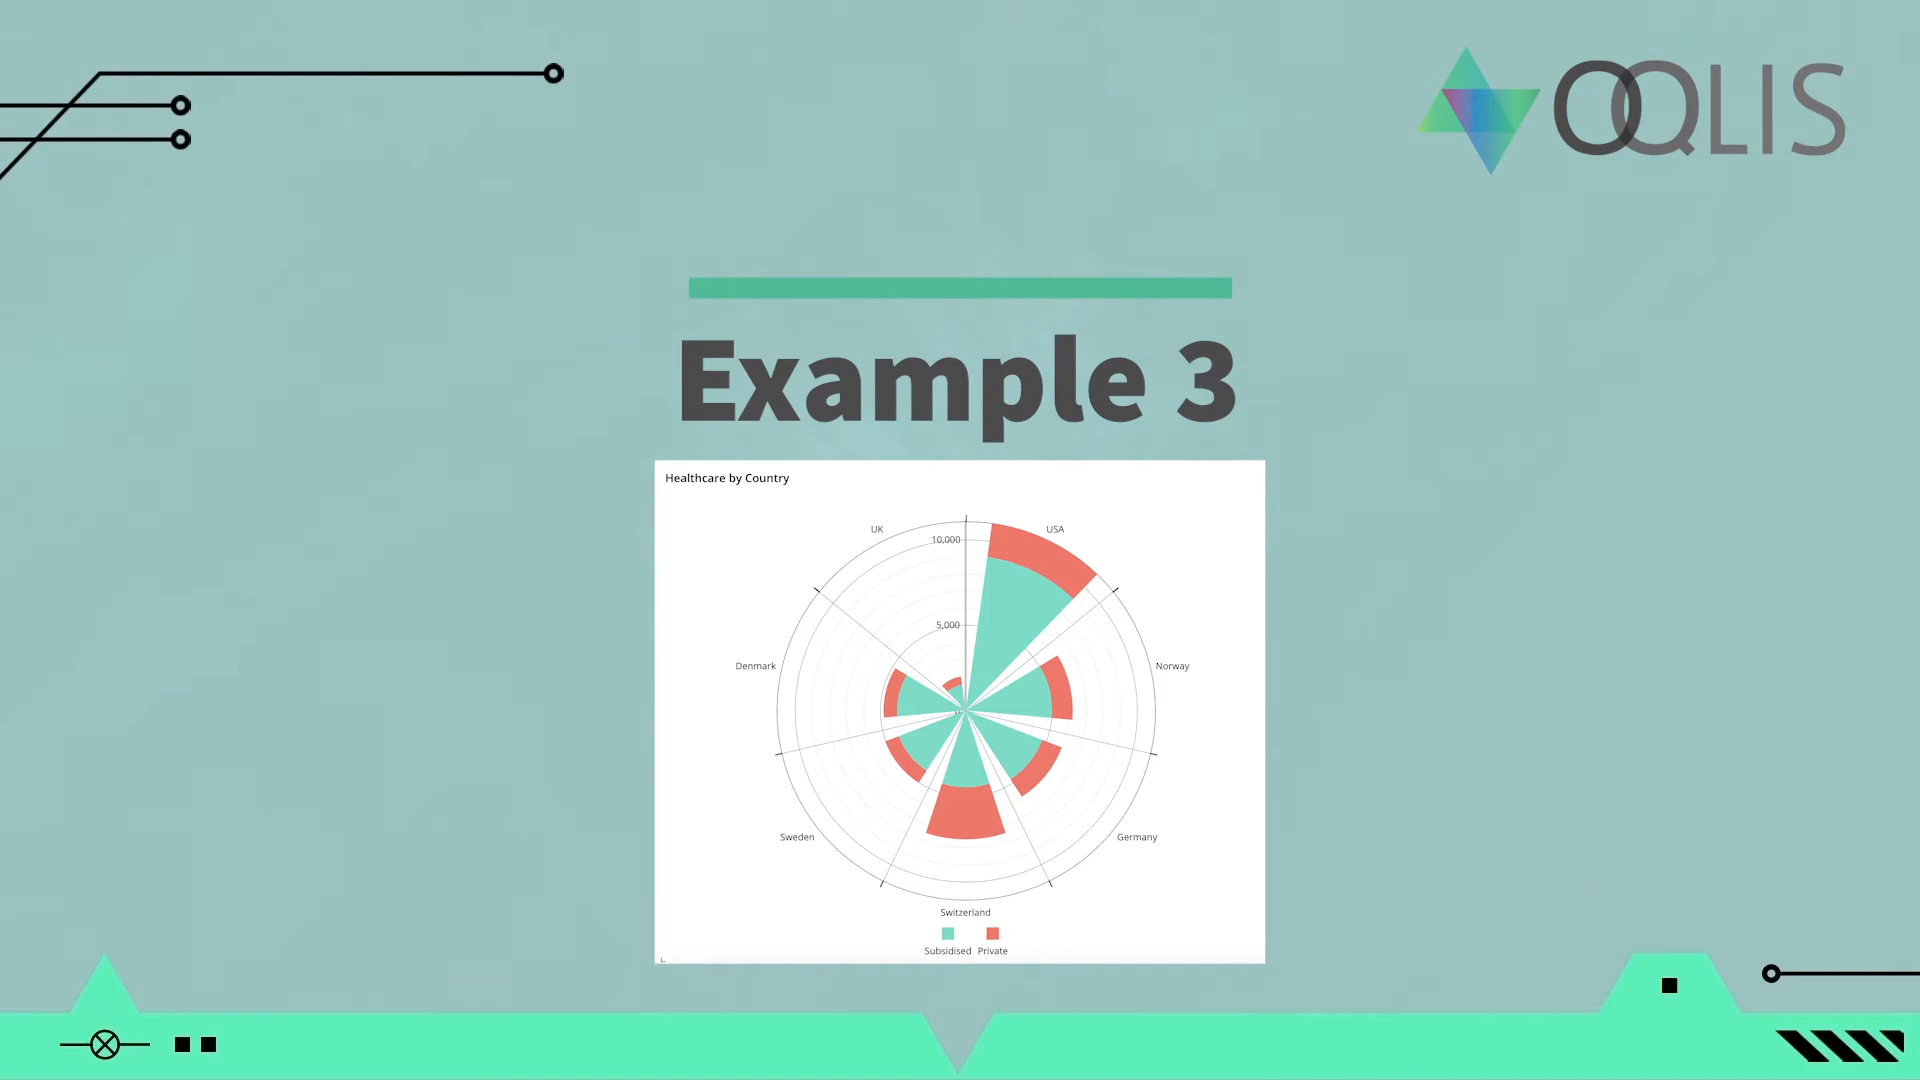 OQLIS
Example 3
Healthcare by Country
UK
USA
10,000
5,000
Denmark
Norway
Sweden
Germany
Switzerland
Subsidised Private